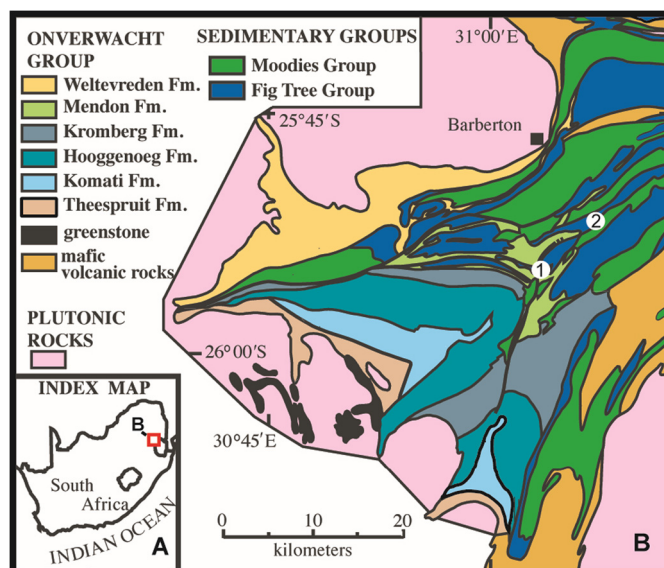 ONVERWACHT
GROUP
Weltevreden Fm.
Mendon Fm.
Kromberg Fm.
Hooggenoeg Fm.
Komati Fm.
Theespruit Fm.
greenstone
mafic
volcanic rocks
PLUTONIC
ROCKS
SEDIMENTARY GROUPS
Moodies Group
Fig Tree Group
31°00´E
25°45´S
Barberton
2
1
26°00´S
30°45´E
INDEX MAP
B
South
Africa
INDIAN OCEAN
A
0 10 20
kilometers
B